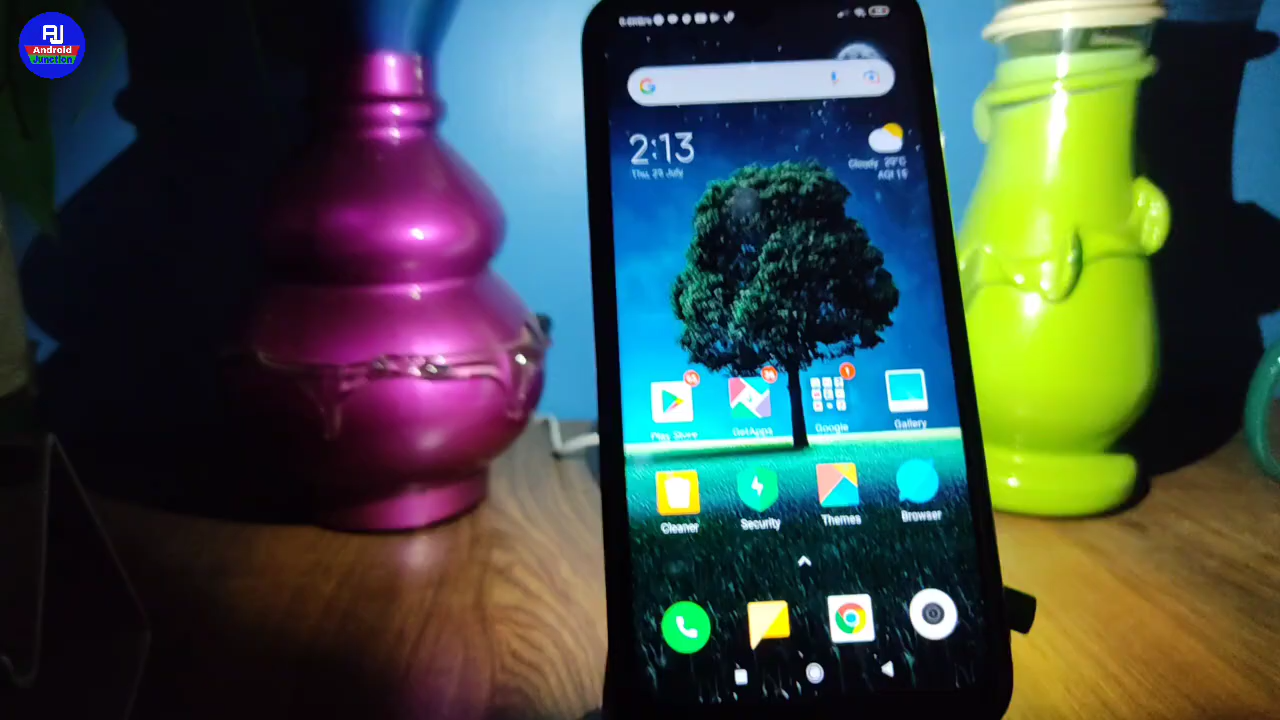 AJ
Android
Junction
2:13
Thu, 29 July
Cloudy 29°C
AQI 15
1
Play Store
GetApps
Google
Gallery
Cleaner
Security
Themes
Browser